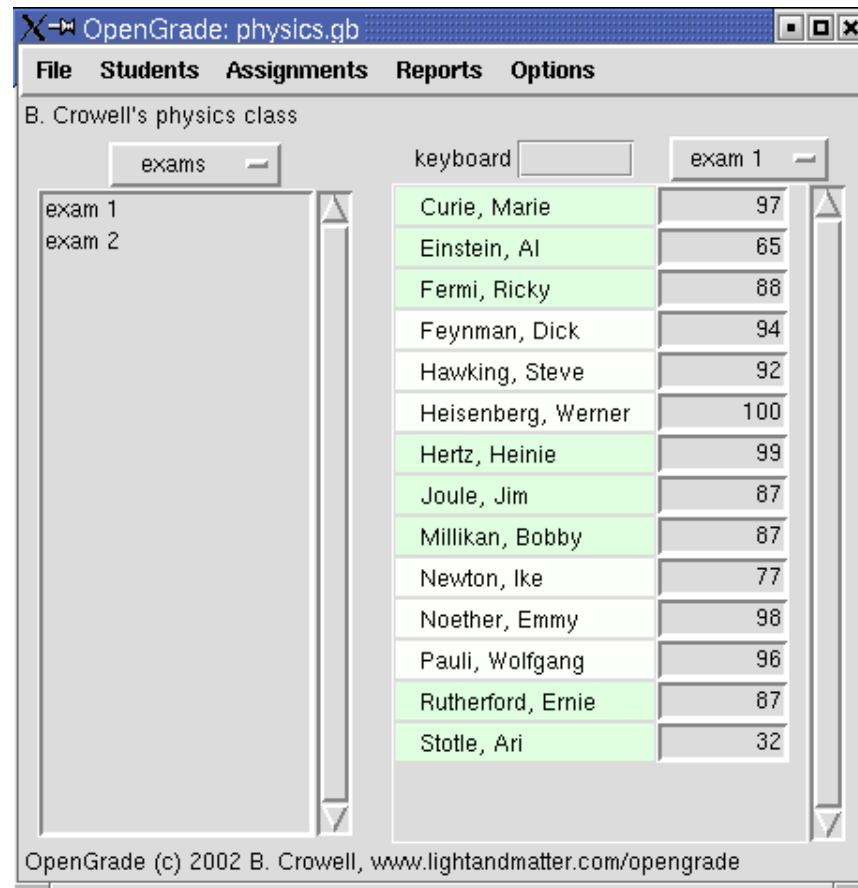 OpenGrade: physics.gb
File Students Assignments Reports Options
B. Crowell's physics class
exams
keyboard
exam 1
exam 1
exam 2
Curie, Marie 97
Einstein, Al 65
Fermi, Ricky 88
Feynman, Dick 94
Hawking, Steve 92
Heisenberg, Werner 100
Hertz, Heinie 99
Joule, Jim 87
Millikan, Bobby 87
Newton, Ike 77
Noether, Emmy 98
Pauli, Wolfgang 96
Rutherford, Ernie 87
Stotle, Ari 32
OpenGrade (c) 2002 B. Crowell, www.lightandmatter.com/opengrade